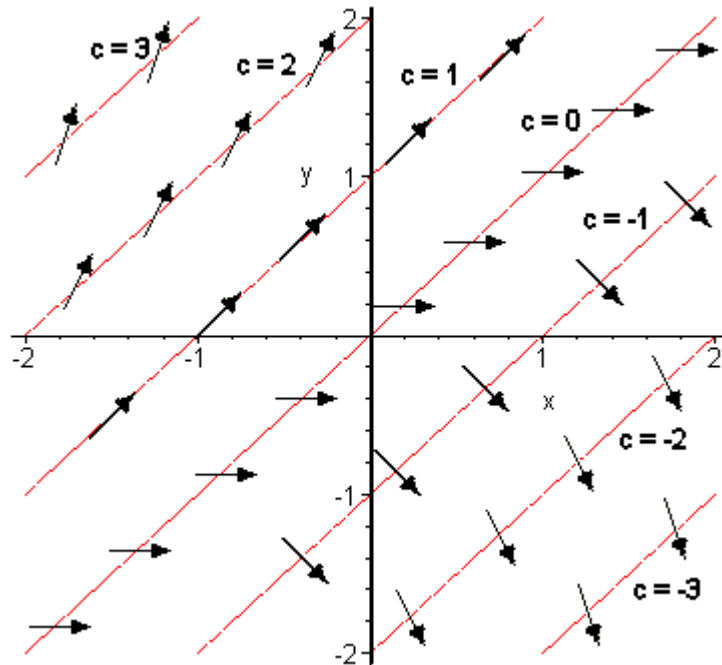 2
c = 3
c = 2
c = 1
c = 0
y
1
c = -1
-2
-1
0
1
2
x
c = -2
-1
c = -3
-2